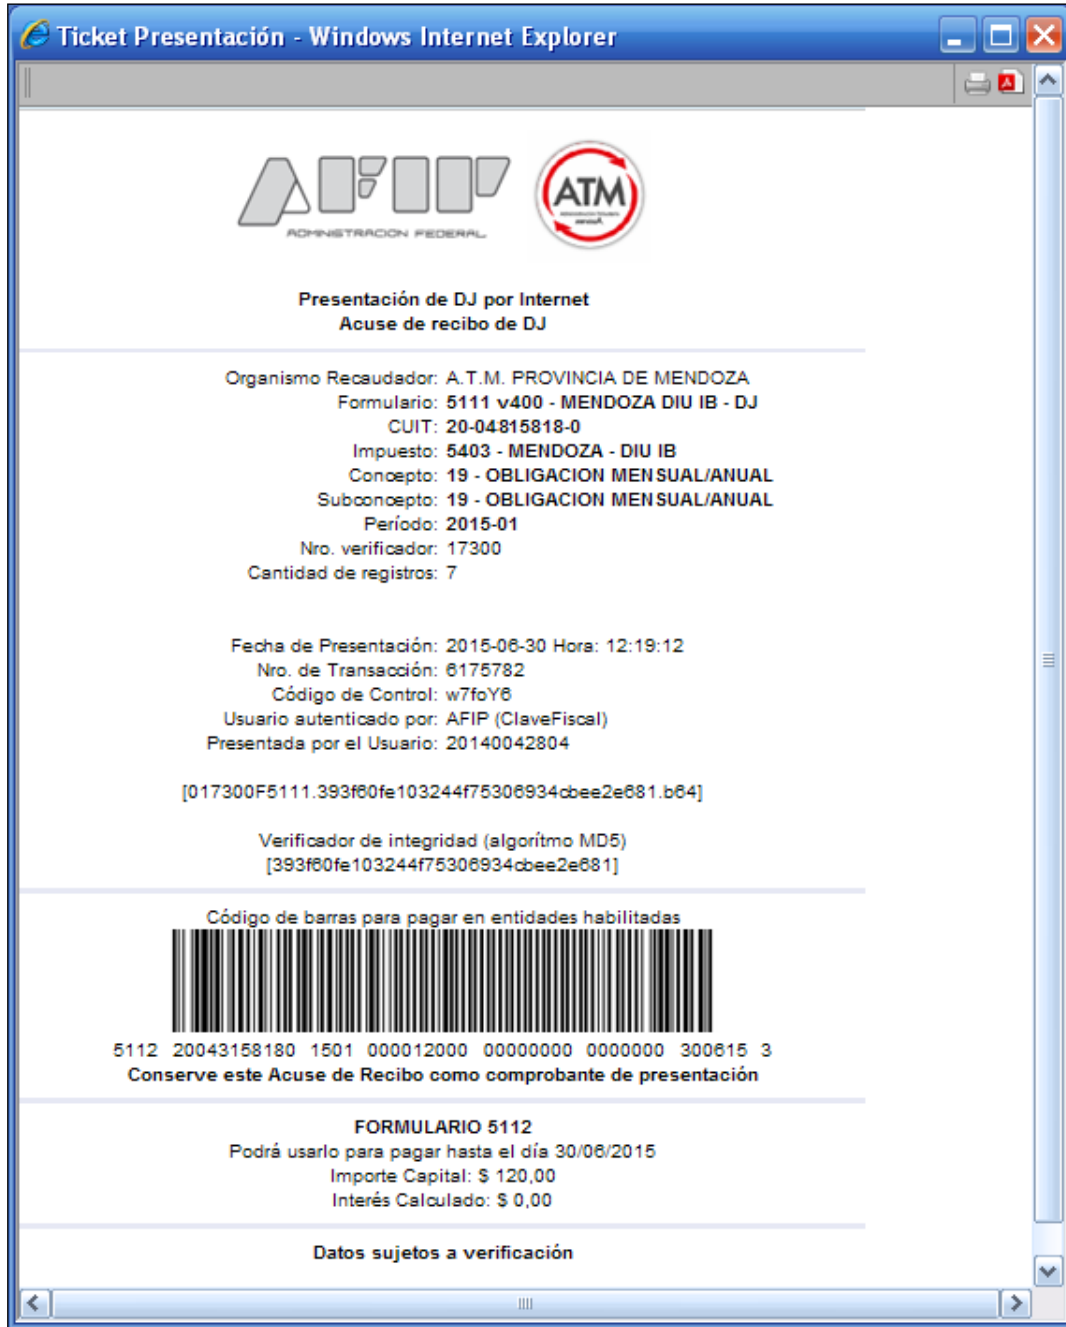 Ticket Presentación - Windows Internet Explorer
AFIP
ADMINISTRACION FEDERAL
ATM
Presentación de DJ por Internet
Acuse de recibo de DJ
Organismo Recaudador: A.T.M. PROVINCIA DE MENDOZA
Formulario: 5111 v400 - MENDOZA DIU IB - DJ
CUIT: 20-04815818-0
Impuesto: 5403 - MENDOZA - DIU IB
Concepto: 19 - OBLIGACION MENSUAL/ANUAL
Subconcepto: 19 - OBLIGACION MENSUAL/ANUAL
Período: 2015-01
Nro. verificador: 17300
Cantidad de registros: 7
Fecha de Presentación: 2015-06-30 Hora: 12:19:12
Nro. de Transacción: 6175782
Código de Control: w7foY6
Usuario autenticado por: AFIP (ClaveFiscal)
Presentada por el Usuario: 20140042804
[017300F5111.393f60fe103244f75306934cbee2e681.b64]
Verificador de integridad (algorítmo MD5)
[393f60fe103244f75306934cbee2e681]
Código de barras para pagar en entidades habilitadas
5112 20043158180 1501 000012000 00000000 0000000 300615 3
Conserve este Acuse de Recibo como comprobante de presentación
FORMULARIO 5112
Podrá usarlo para pagar hasta el día 30/06/2015
Importe Capital: $ 120,00
Interés Calculado: $ 0,00
Datos sujetos a verificación